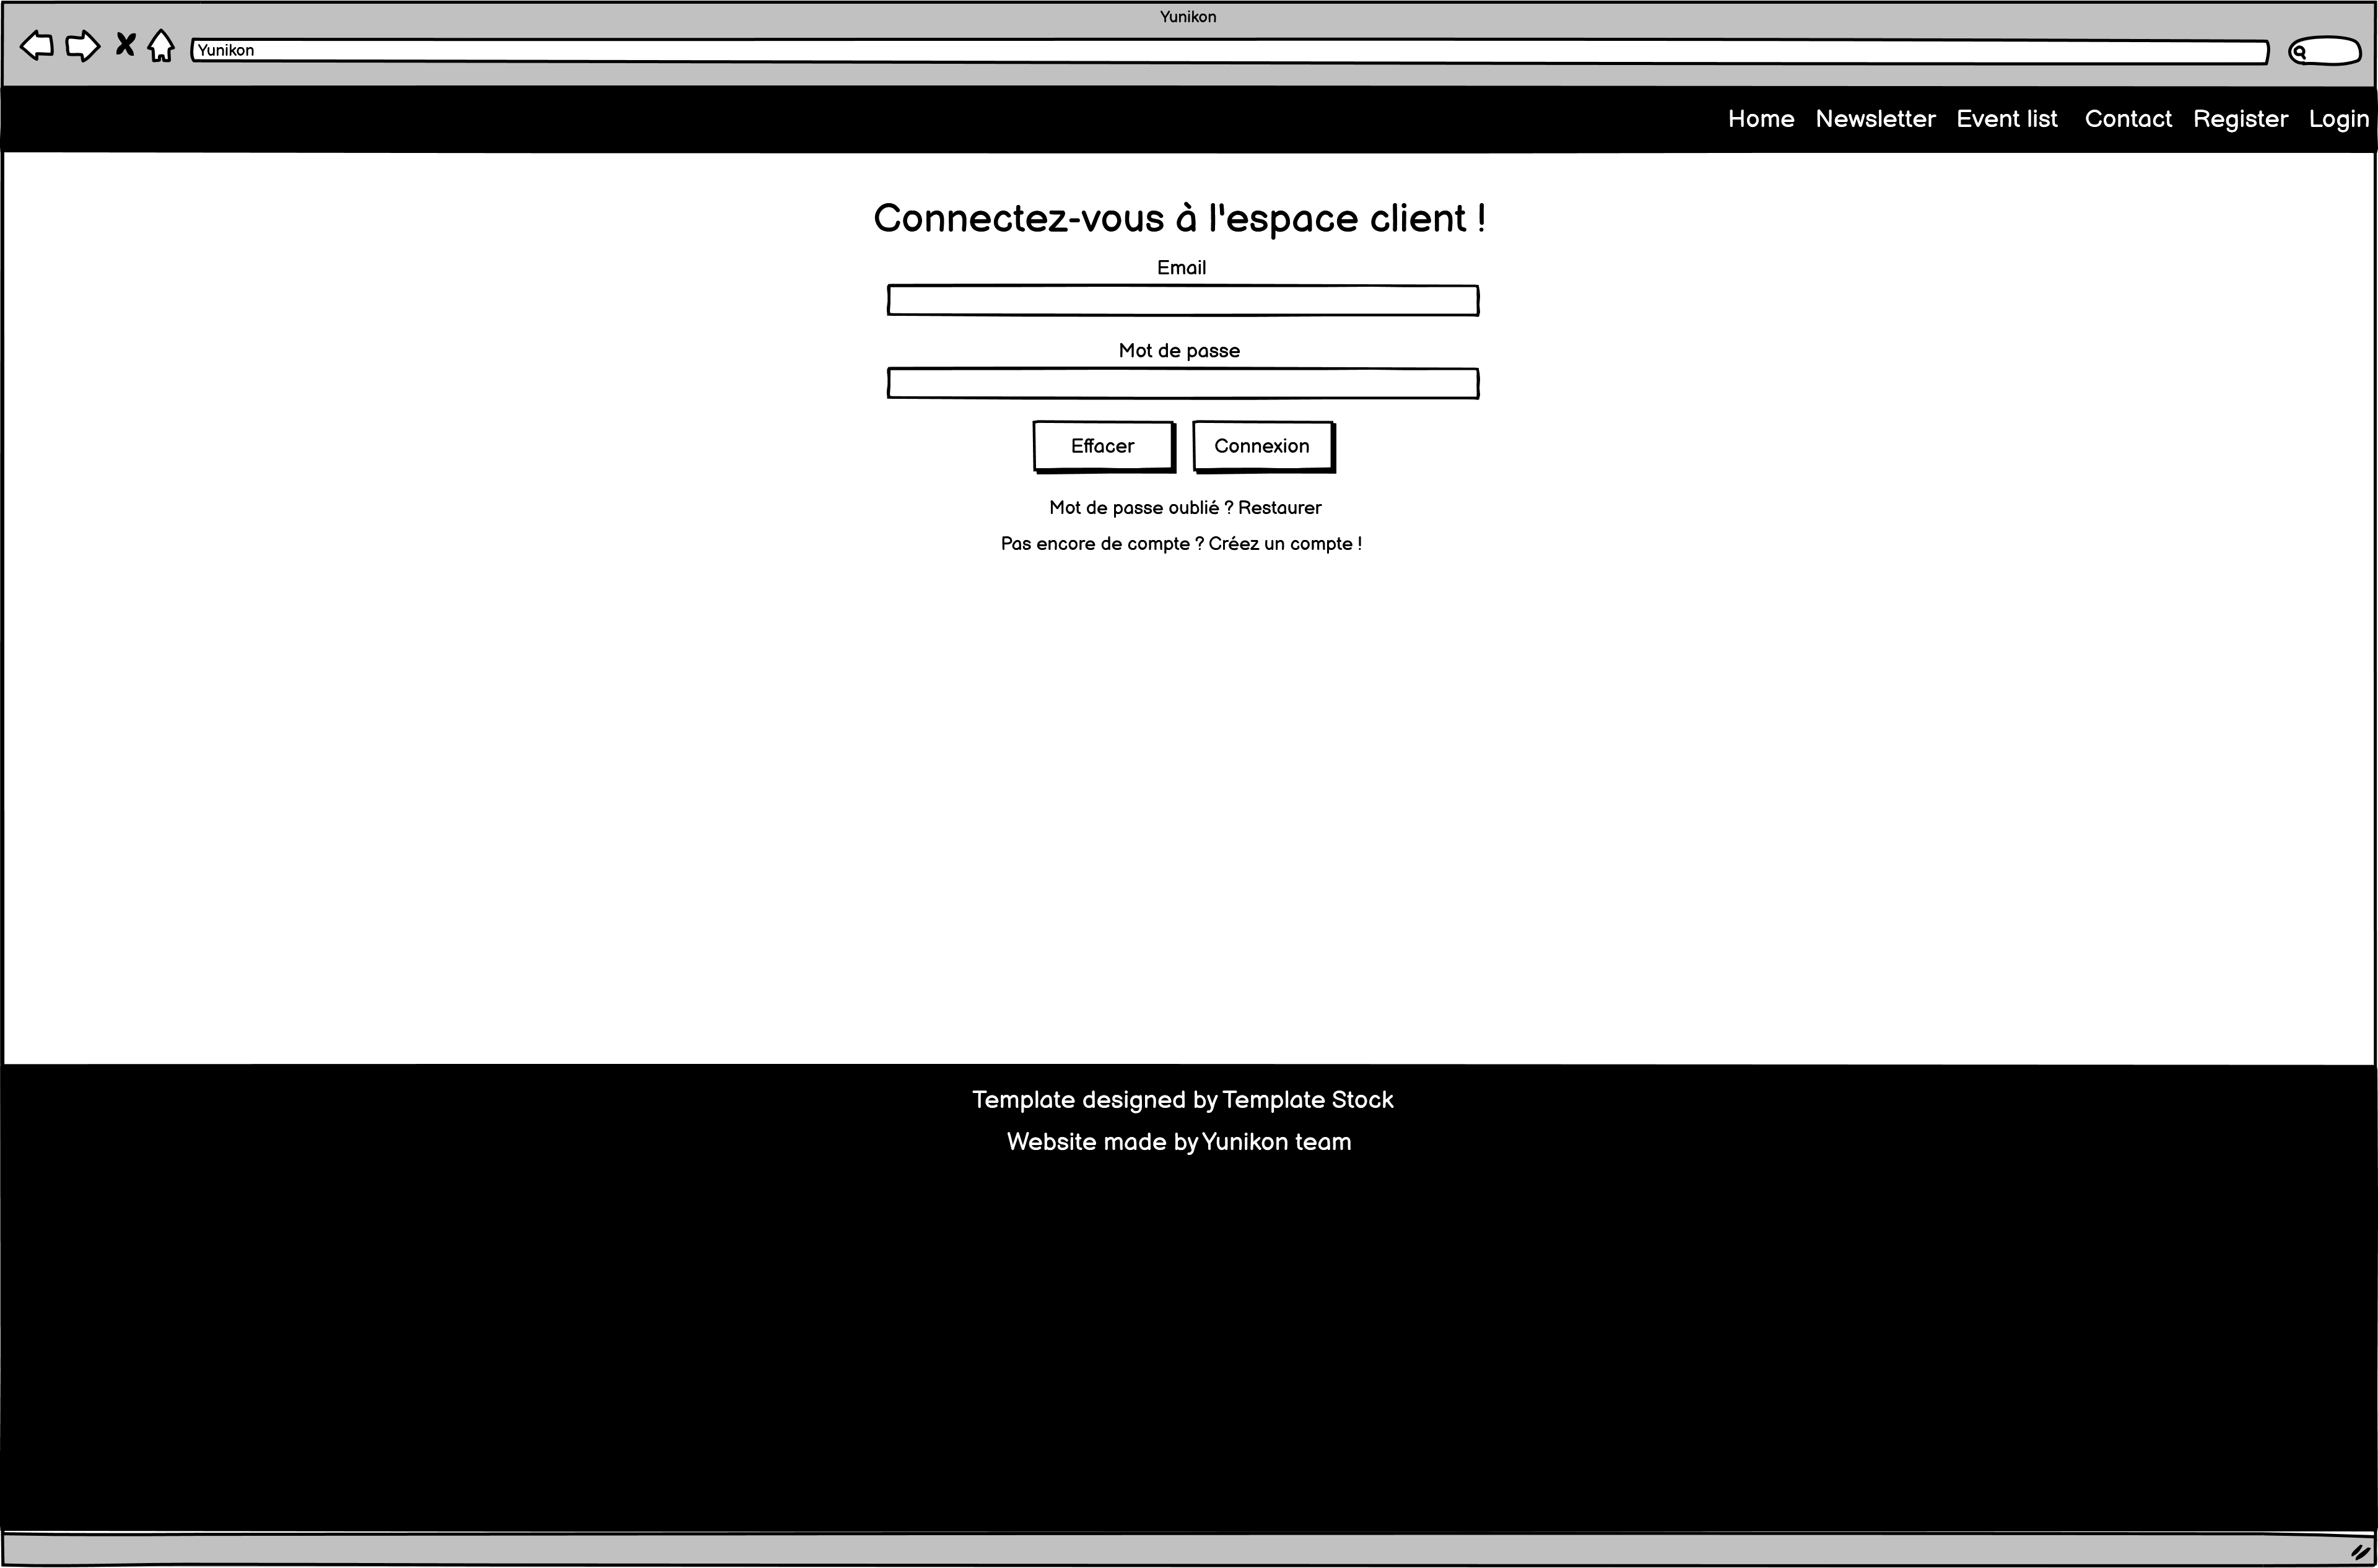 Yunikon
Yunikon
Home Newsletter Event list Contact Register Login
Connectez-vous à l'espace client !
Email
Mot de passe
Effacer Connexion
Mot de passe oublié ? Restaurer
Pas encore de compte ? Créez un compte !
Template designed by Template Stock
Website made by Yunikon team